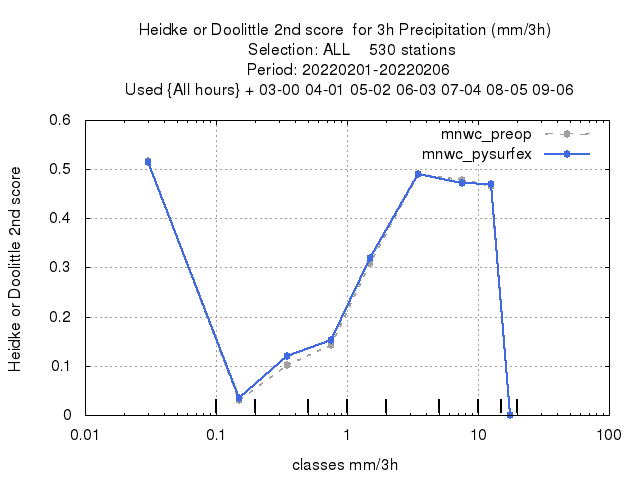 Heidke or Doolittle 2nd score  for 3h Precipitation (mm/3h)
Selection: ALL    530 stations
Period: 20220201-20220206
Used {All hours} + 03-00 04-01 05-02 06-03 07-04 08-05 09-06
mnwc_preop
mnwc_pysurfex
Heidke or Doolittle 2nd score
0.6
0.5
0.4
0.3
0.2
0.1
0
0.01 0.1 1 10 100
classes mm/3h